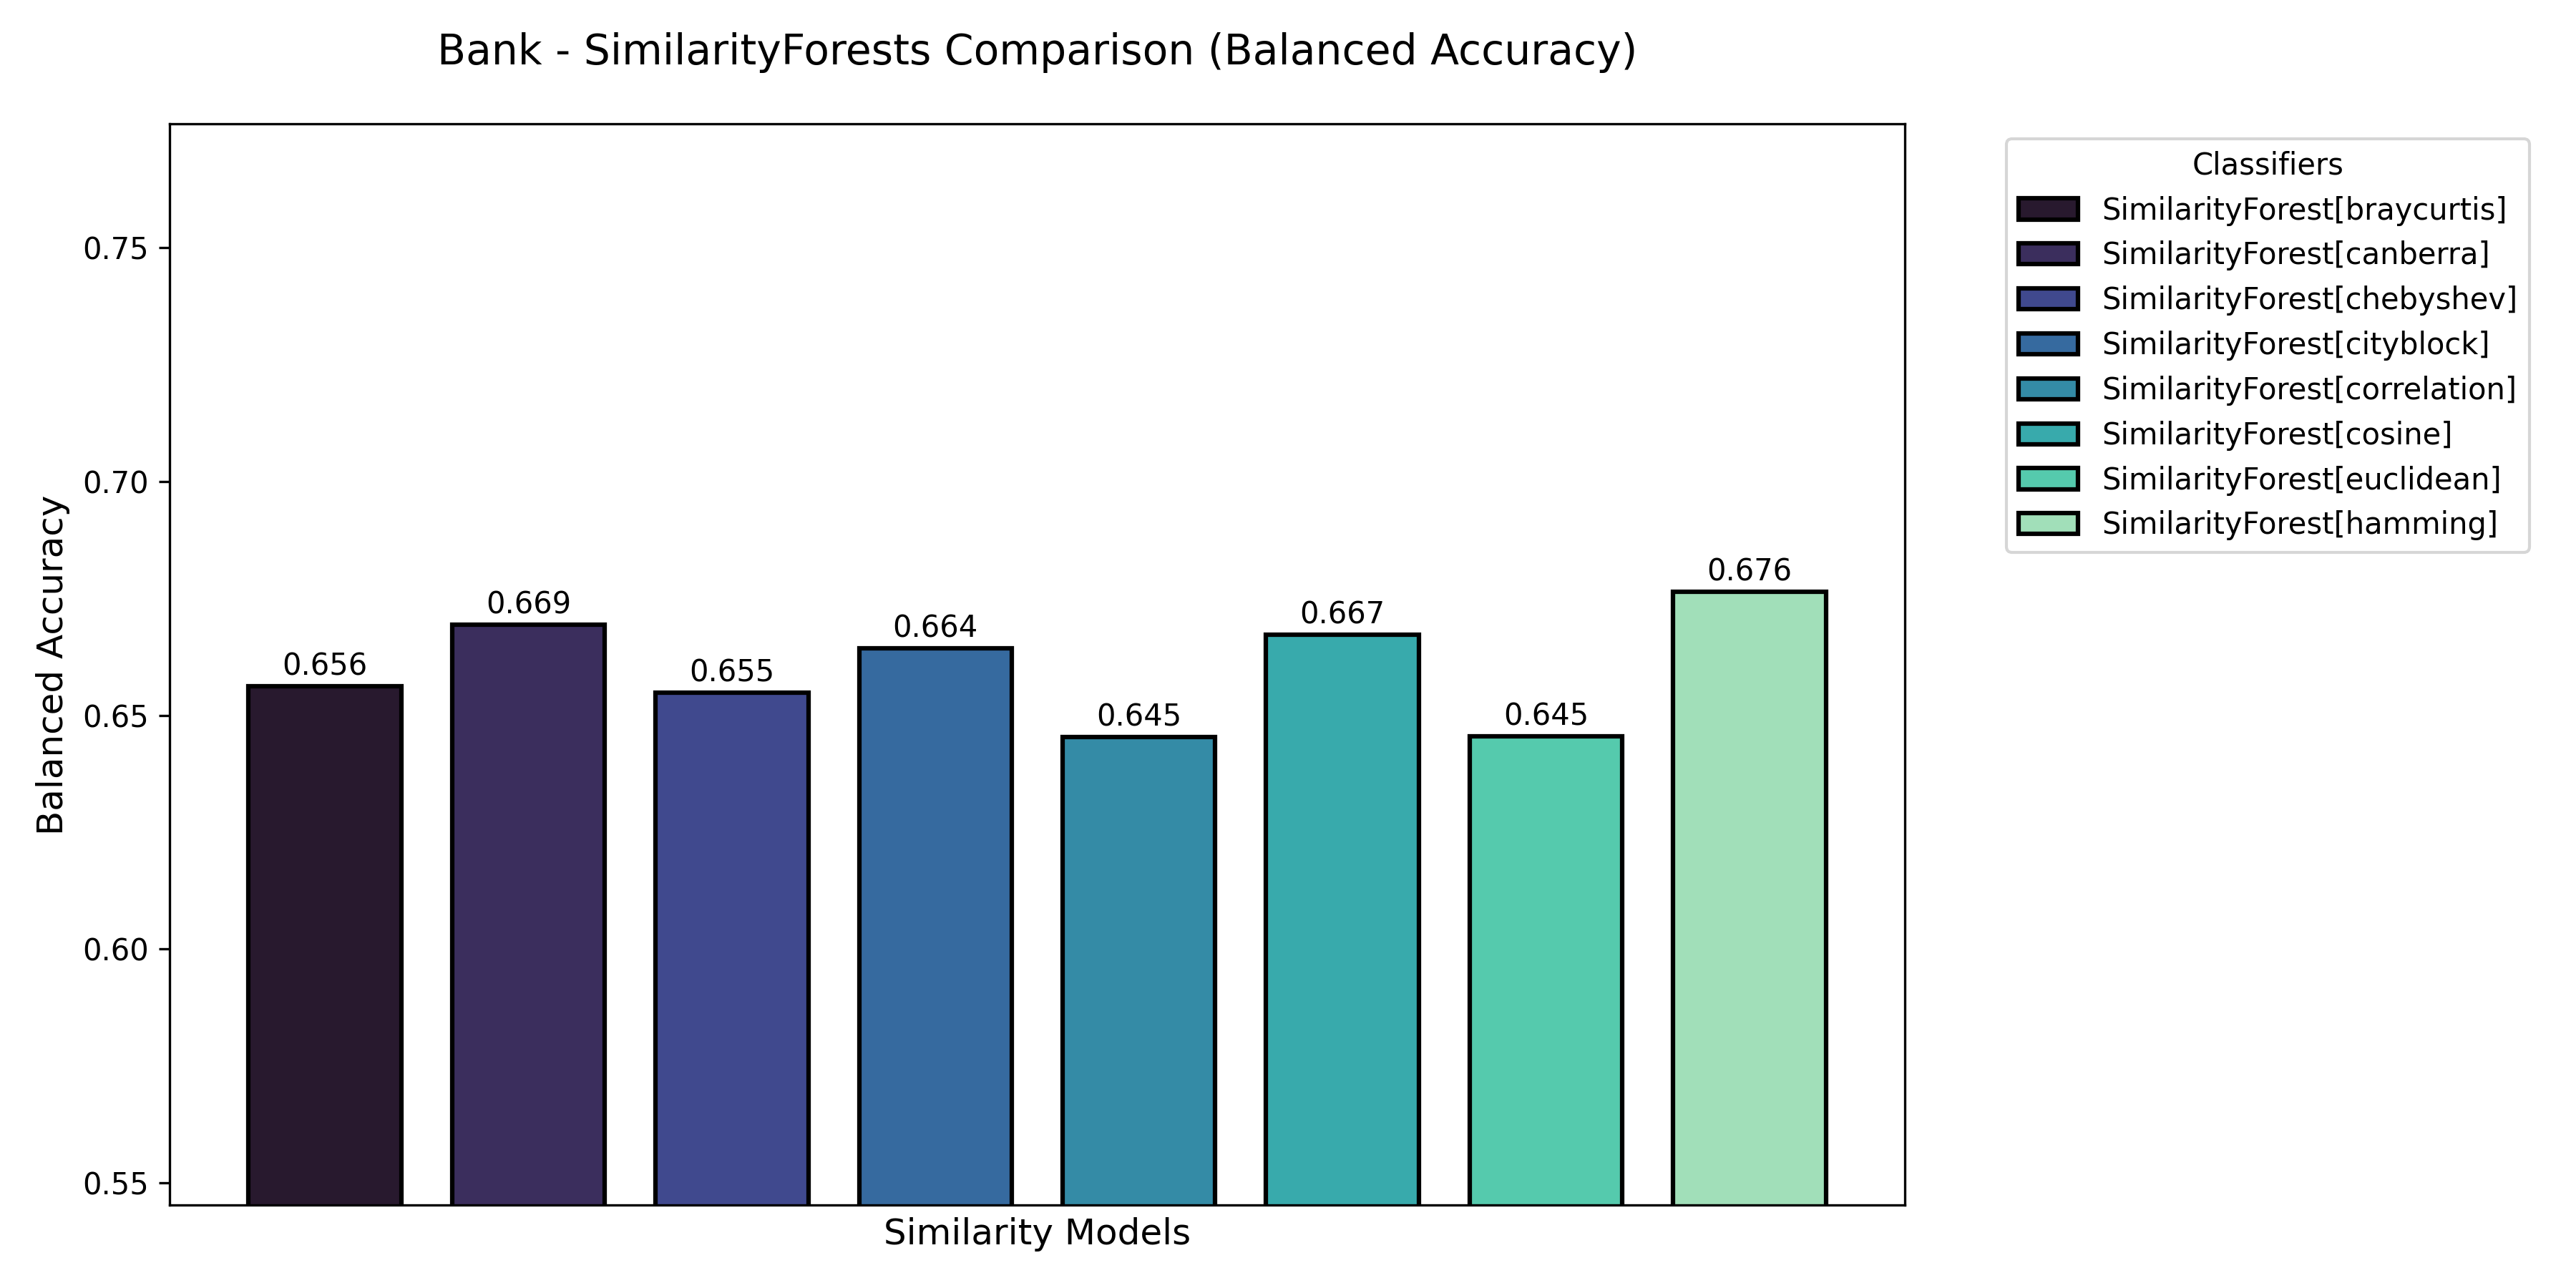 Bank - SimilarityForests Comparison (Balanced Accuracy)
Balanced Accuracy
0.75
0.70
0.65
0.60
0.55
0.656
0.669
0.655
0.664
0.645
0.667
0.645
0.676
Similarity Models
Classifiers
SimilarityForest[braycurtis]
SimilarityForest[canberra]
SimilarityForest[chebyshev]
SimilarityForest[cityblock]
SimilarityForest[correlation]
SimilarityForest[cosine]
SimilarityForest[euclidean]
SimilarityForest[hamming]